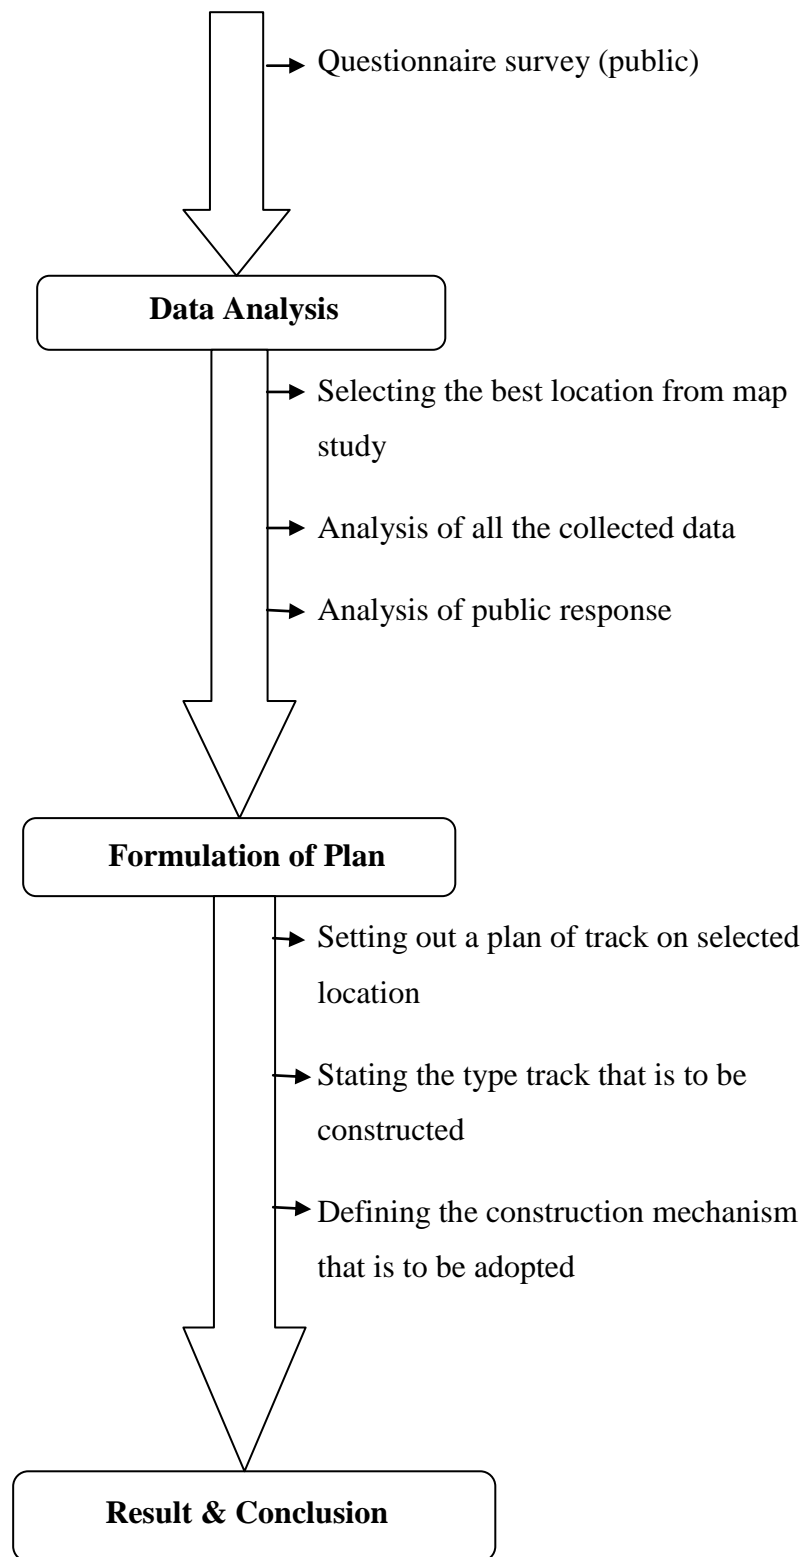 Questionnaire survey (public)
Data Analysis
Selecting the best location from map
study
Analysis of all the collected data
Analysis of public response
Formulation of Plan
Setting out a plan of track on selected
location
Stating the type track that is to be
constructed
Defining the construction mechanism
that is to be adopted
Result & Conclusion